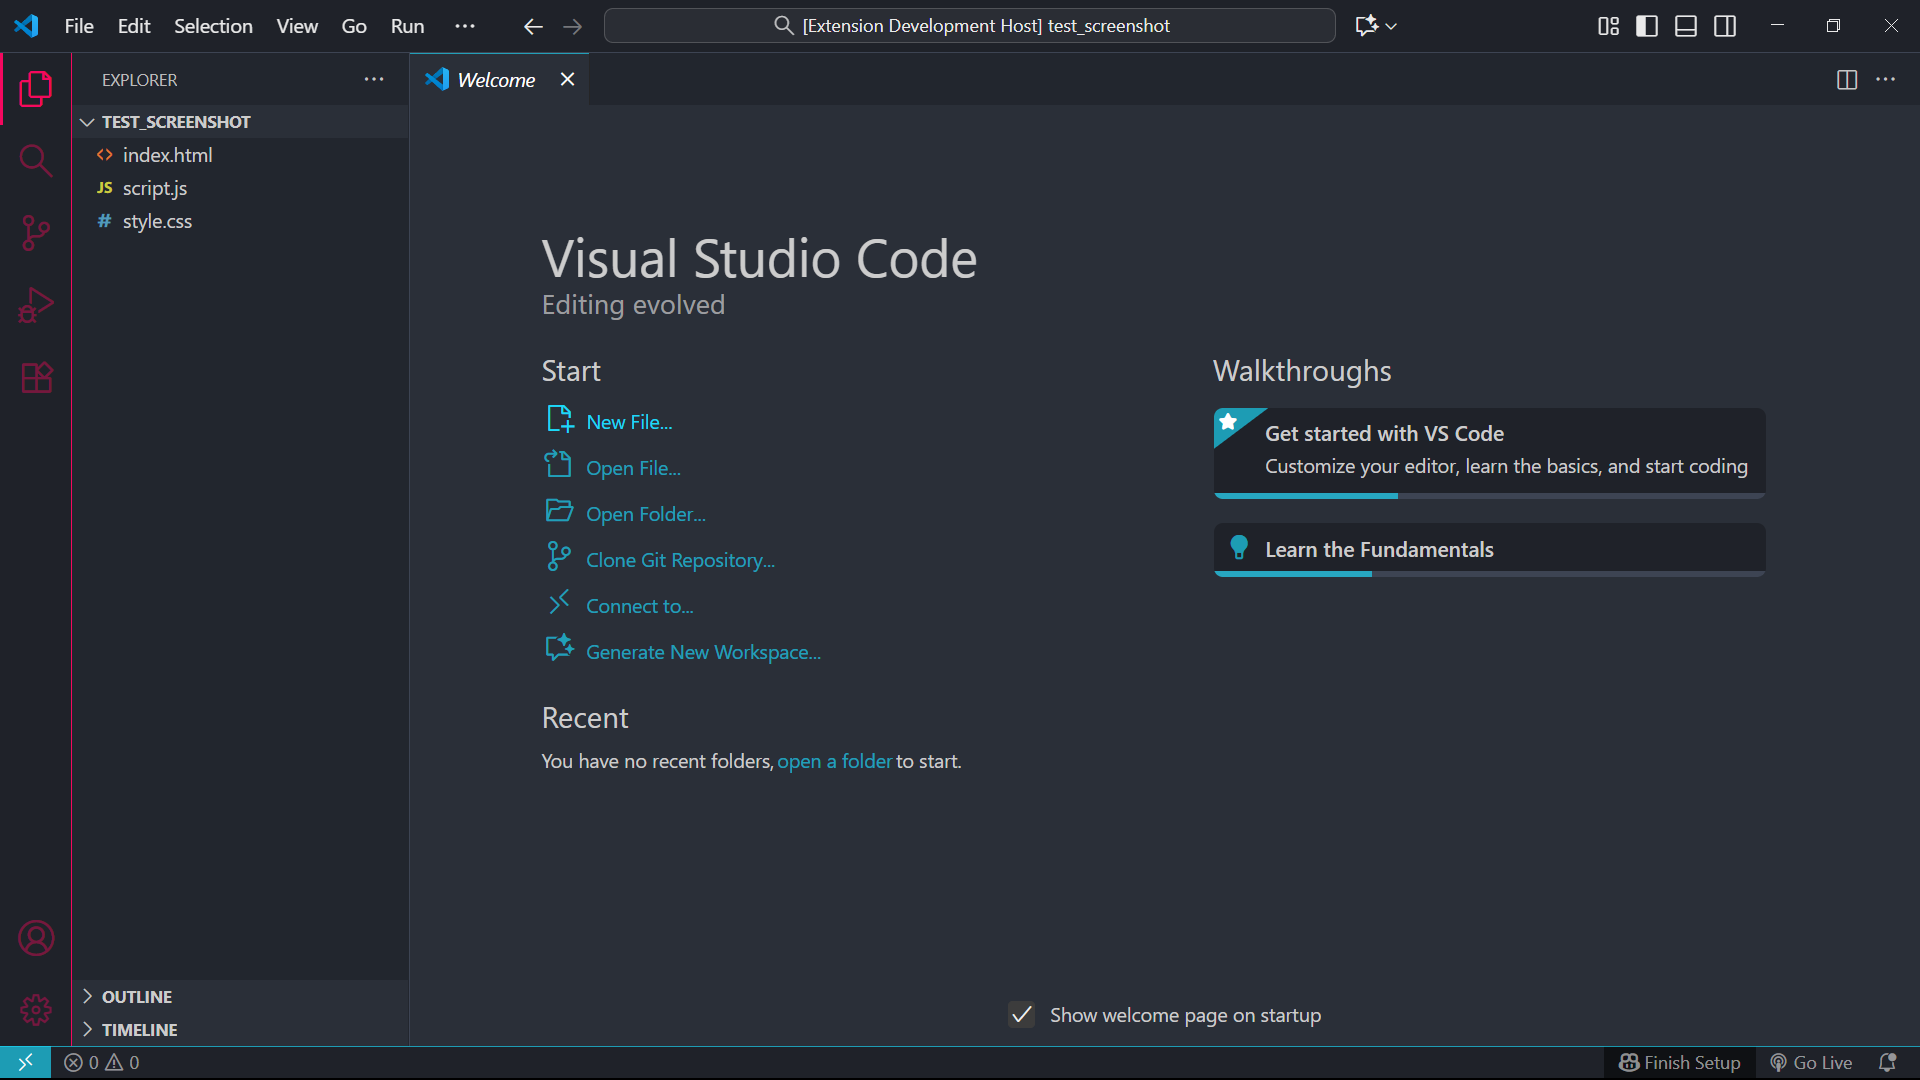 File Edit Selection View Go Run
[Extension Development Host] test_screenshot
EXPLORER
Welcome
TEST_SCREENSHOT
<> index.html
JS script.js
# style.css
Visual Studio Code
Editing evolved
Start
New File...
Open File...
Open Folder...
Clone Git Repository...
Connect to...
Generate New Workspace...
Recent
You have no recent folders, open a folder to start.
Walkthroughs
Get started with VS Code
Customize your editor, learn the basics, and start coding
Learn the Fundamentals
Show welcome page on startup
OUTLINE
TIMELINE
0 0
Finish Setup
Go Live